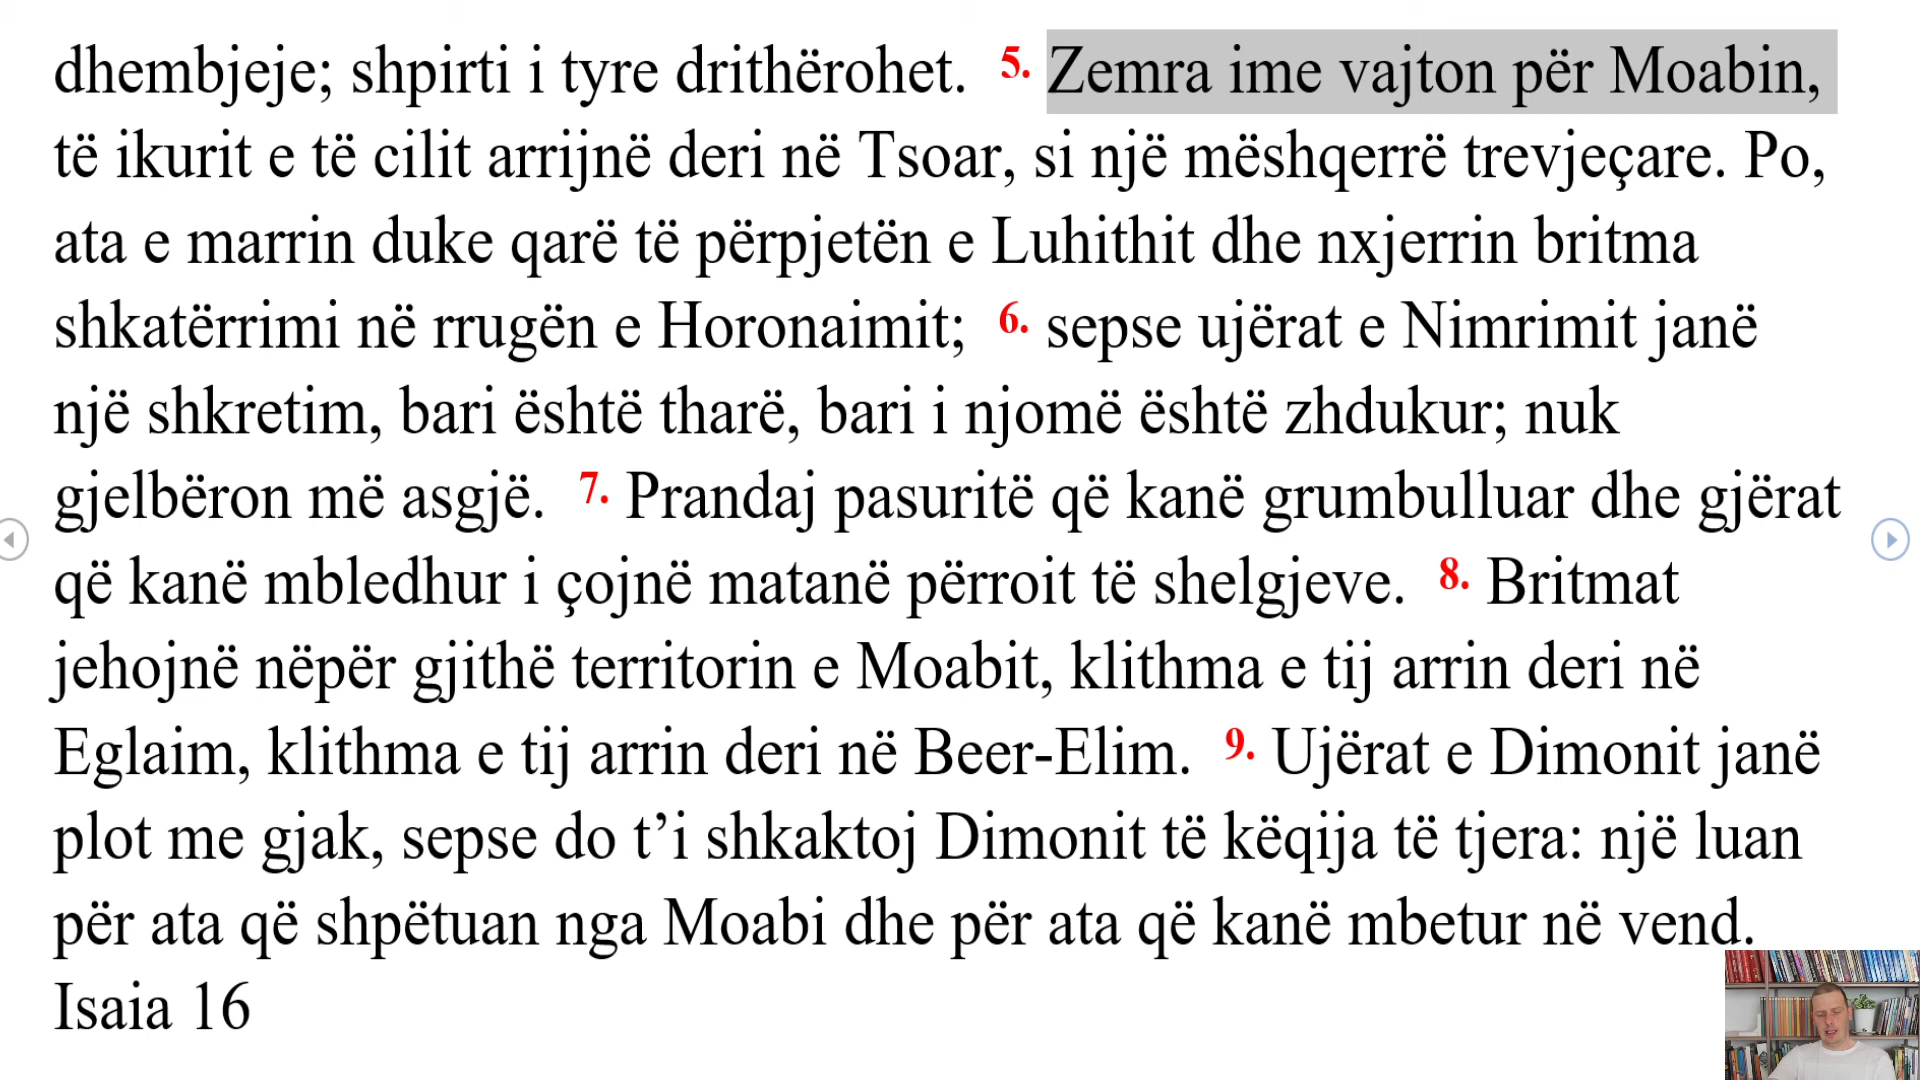 dhembjeje; shpirti i tyre drithërohet. 5. Zemra ime vajton për Moabin,
të ikurit e të cilit arrijnë deri në Tsoar, si një mëshqerrë trevjeçare. Po,
ata e marrin duke qarë të përpjetën e Luhithit dhe nxjerrin britma
shkatërrimi në rrugën e Horonaimit; 6. sepse ujërat e Nimrimit janë
një shkretim, bari është tharë, bari i njomë është zhdukur; nuk
gjelbëron më asgjë. 7. Prandaj pasuritë që kanë grumbulluar dhe gjërat
që kanë mbledhur i çojnë matanë përroit të shelgjeve. 8. Britmat
jehojnë nëpër gjithë territorin e Moabit, klithma e tij arrin deri në
Eglaim, klithma e tij arrin deri në Beer-Elim. 9. Ujërat e Dimonit janë
plot me gjak, sepse do t’i shkaktoj Dimonit të këqija të tjera: një luan
për ata që shpëtuan nga Moabi dhe për ata që kanë mbetur në vend.
Isaia 16